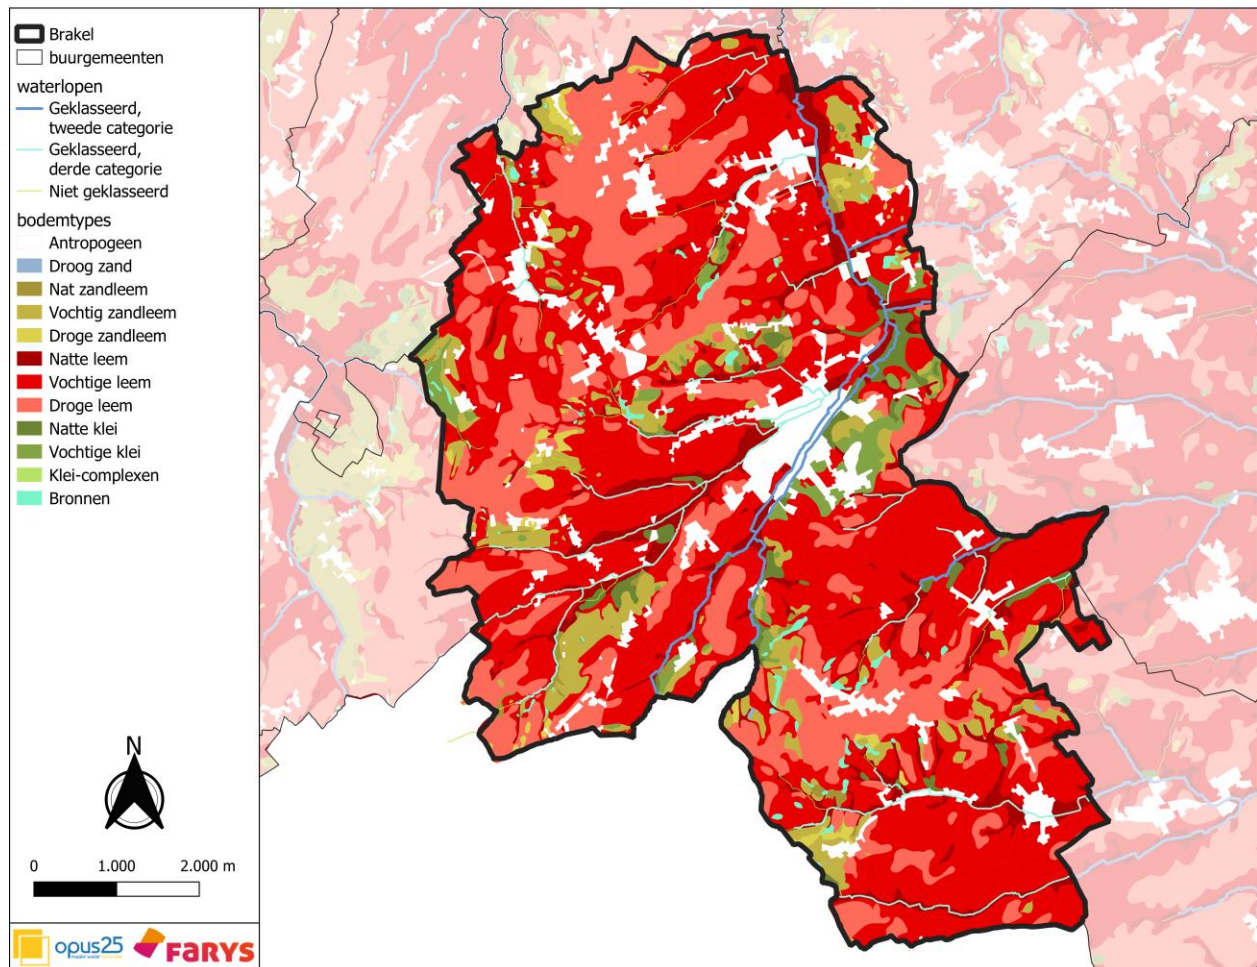 Brakel
buurgemeenten
waterlopen
Geklasseerd,
tweede categorie
Geklasseerd,
derde categorie
Niet geklasseerd
bodemtypes
Antropogeen
Droog zand
Nat zandleem
Vochtig zandleem
Droge zandleem
Natte leem
Vochtige leem
Droge leem
Natte klei
Vochtige klei
Klei-complexen
Bronnen
N
0 1.000 2.000 m
opus25
FARYS